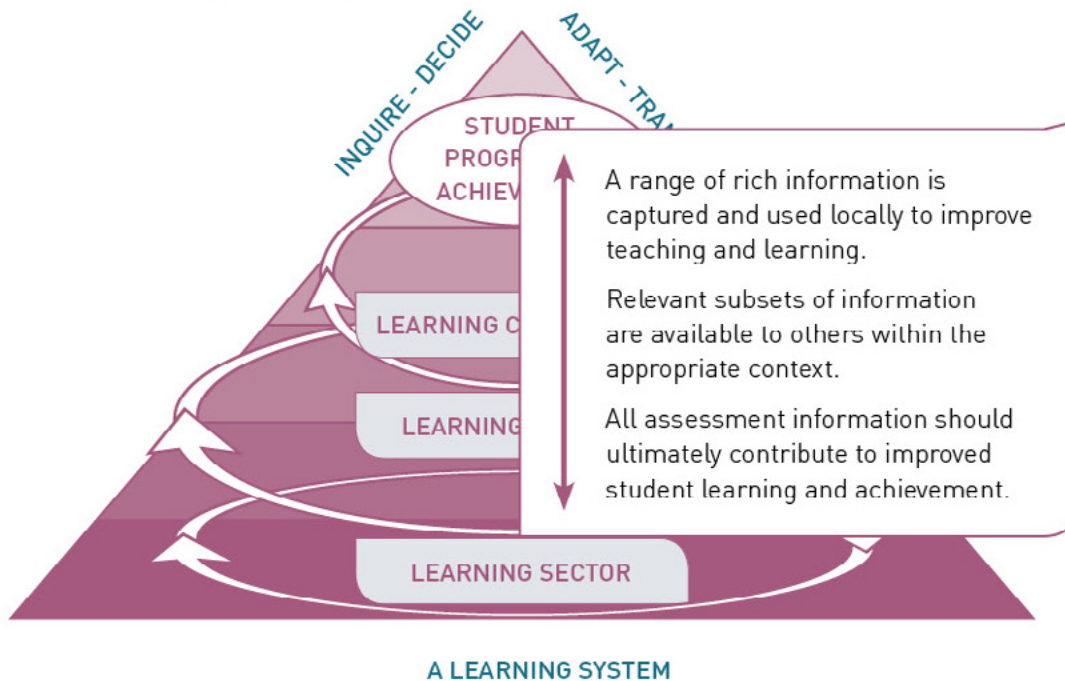 INQUIRE - DECIDE
ADAPT - TRA
STUDENT
PROGR
ACHIEV
LEARNING C
LEARNING
LEARNING SECTOR
A range of rich information is
captured and used locally to improve
teaching and learning.
Relevant subsets of information
are available to others within the
appropriate context.
All assessment information should
ultimately contribute to improved
student learning and achievement.
A LEARNING SYSTEM